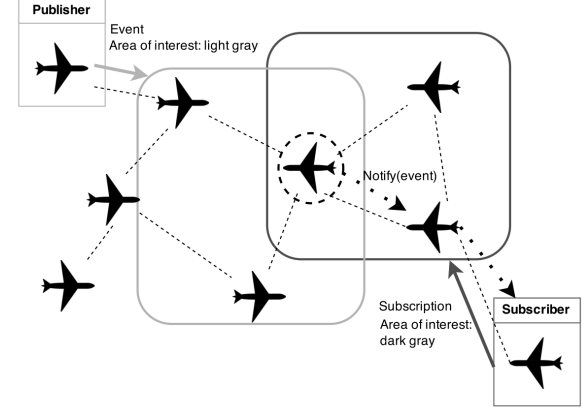 Publisher
Event
Area of interest: light gray
Notify(event)
Subscription
Area of interest:
dark gray
Subscriber